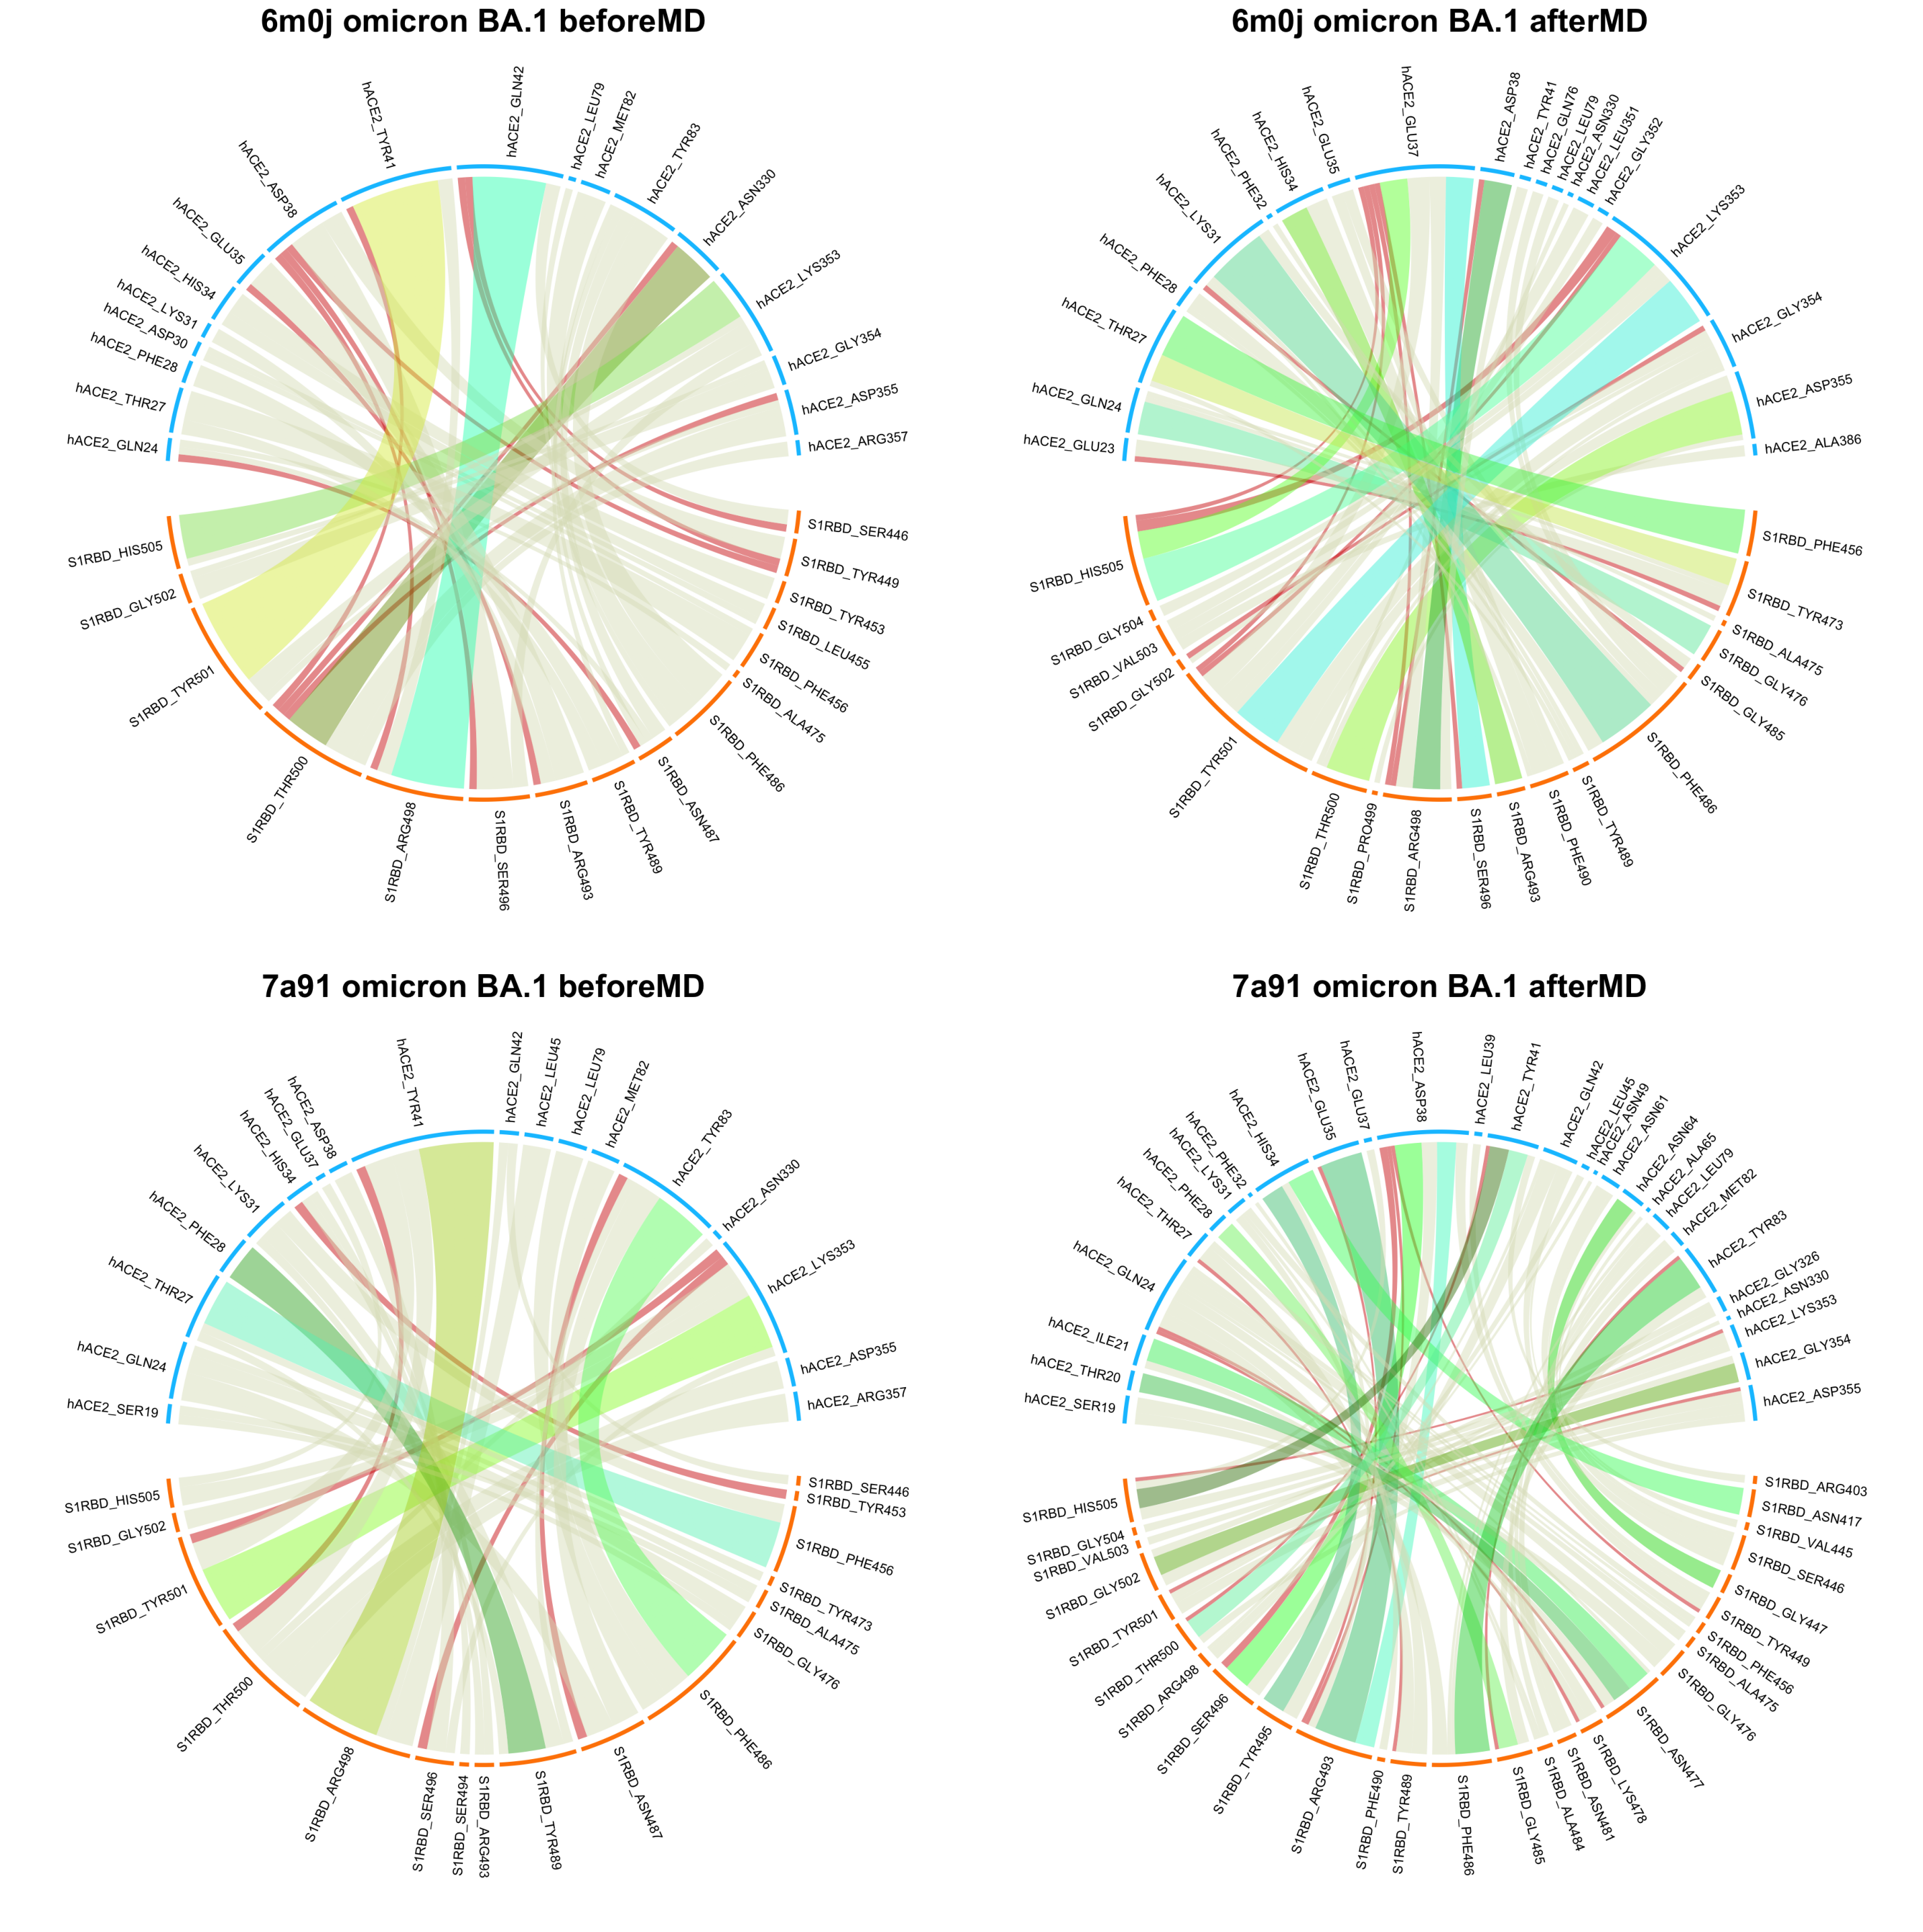 6m0j omicron BA.1 beforeMD
hACE2_GLN24
hACE2_THR27
hACE2_PHE28
hACE2_ASP30
hACE2_LYS31
hACE2_HIS34
hACE2_GLU35
hACE2_ASP38
hACE2_TYR41
hACE2_GLN42
hACE2_LEU79
hACE2_MET82
hACE2_TYR83
hACE2_ASN330
hACE2_LYS353
hACE2_GLY354
hACE2_ASP355
hACE2_ARG357
S1RBD_SER446
S1RBD_TYR449
S1RBD_TYR453
S1RBD_LEU455
S1RBD_PHE456
S1RBD_ALA475
S1RBD_PHE486
S1RBD_ASN487
S1RBD_TYR489
S1RBD_ARG493
S1RBD_SER496
S1RBD_ARG498
S1RBD_THR500
S1RBD_TYR501
S1RBD_GLY502
S1RBD_HIS505
6m0j omicron BA.1 afterMD
hACE2_GLU23
hACE2_GLN24
hACE2_THR27
hACE2_PHE28
hACE2_LYS31
hACE2_PHE32
hACE2_HIS34
hACE2_GLU35
hACE2_GLU37
hACE2_ASP38
hACE2_TYR41
hACE2_GLN76
hACE2_LEU79
hACE2_ASN330
hACE2_LEU351
hACE2_GLY352
hACE2_LYS353
hACE2_GLY354
hACE2_ASP355
hACE2_ALA386
S1RBD_PHE456
S1RBD_TYR473
S1RBD_ALA475
S1RBD_GLY476
S1RBD_GLY485
S1RBD_PHE486
S1RBD_TYR489
S1RBD_PHE490
S1RBD_ARG493
S1RBD_SER496
S1RBD_ARG498
S1RBD_PRO499
S1RBD_THR500
S1RBD_TYR501
S1RBD_GLY502
S1RBD_VAL503
S1RBD_GLY504
S1RBD_HIS505
7a91 omicron BA.1 beforeMD
hACE2_SER19
hACE2_GLN24
hACE2_THR27
hACE2_PHE28
hACE2_LYS31
hACE2_HIS34
hACE2_GLU37
hACE2_ASP38
hACE2_TYR41
hACE2_GLN42
hACE2_LEU45
hACE2_LEU79
hACE2_MET82
hACE2_TYR83
hACE2_ASN330
hACE2_LYS353
hACE2_ASP355
hACE2_ARG357
S1RBD_SER446
S1RBD_TYR453
S1RBD_PHE456
S1RBD_TYR473
S1RBD_ALA475
S1RBD_GLY476
S1RBD_PHE486
S1RBD_ASN487
S1RBD_TYR489
S1RBD_ARG493
S1RBD_SER494
S1RBD_SER496
S1RBD_ARG498
S1RBD_THR500
S1RBD_TYR501
S1RBD_GLY502
S1RBD_HIS505
7a91 omicron BA.1 afterMD
hACE2_SER19
hACE2_THR20
hACE2_ILE21
hACE2_GLN24
hACE2_THR27
hACE2_PHE28
hACE2_LYS31
hACE2_PHE32
hACE2_HIS34
hACE2_GLU35
hACE2_GLU37
hACE2_ASP38
hACE2_LEU39
hACE2_TYR41
hACE2_GLN42
hACE2_LEU45
hACE2_ASN49
hACE2_ASN61
hACE2_ASN64
hACE2_ALA65
hACE2_LEU79
hACE2_MET82
hACE2_TYR83
hACE2_GLY326
hACE2_ASN330
hACE2_LYS353
hACE2_GLY354
hACE2_ASP355
S1RBD_ARG403
S1RBD_ASN417
S1RBD_VAL445
S1RBD_SER446
S1RBD_GLY447
S1RBD_TYR449
S1RBD_PHE456
S1RBD_ALA475
S1RBD_GLY476
S1RBD_ASN477
S1RBD_LYS478
S1RBD_ASN481
S1RBD_ALA484
S1RBD_GLY485
S1RBD_PHE486
S1RBD_TYR489
S1RBD_PHE490
S1RBD_ARG493
S1RBD_TYR495
S1RBD_SER496
S1RBD_ARG498
S1RBD_THR500
S1RBD_TYR501
S1RBD_GLY502
S1RBD_VAL503
S1RBD_GLY504
S1RBD_HIS505